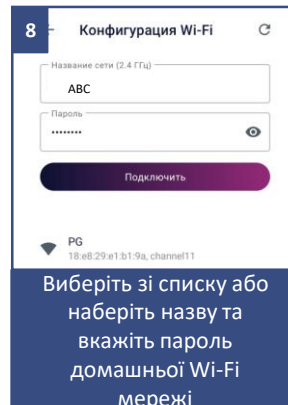 8
Конфигурация Wi-Fi
Название сети (2.4 ГГц)
ABC
Пароль
••••••••
Подключить
PG
18:e8:29:e1:b1:9a, channel11
Виберіть зі списку або
наберіть назву та
вкажіть пароль
домашньої Wi-Fi
мережі